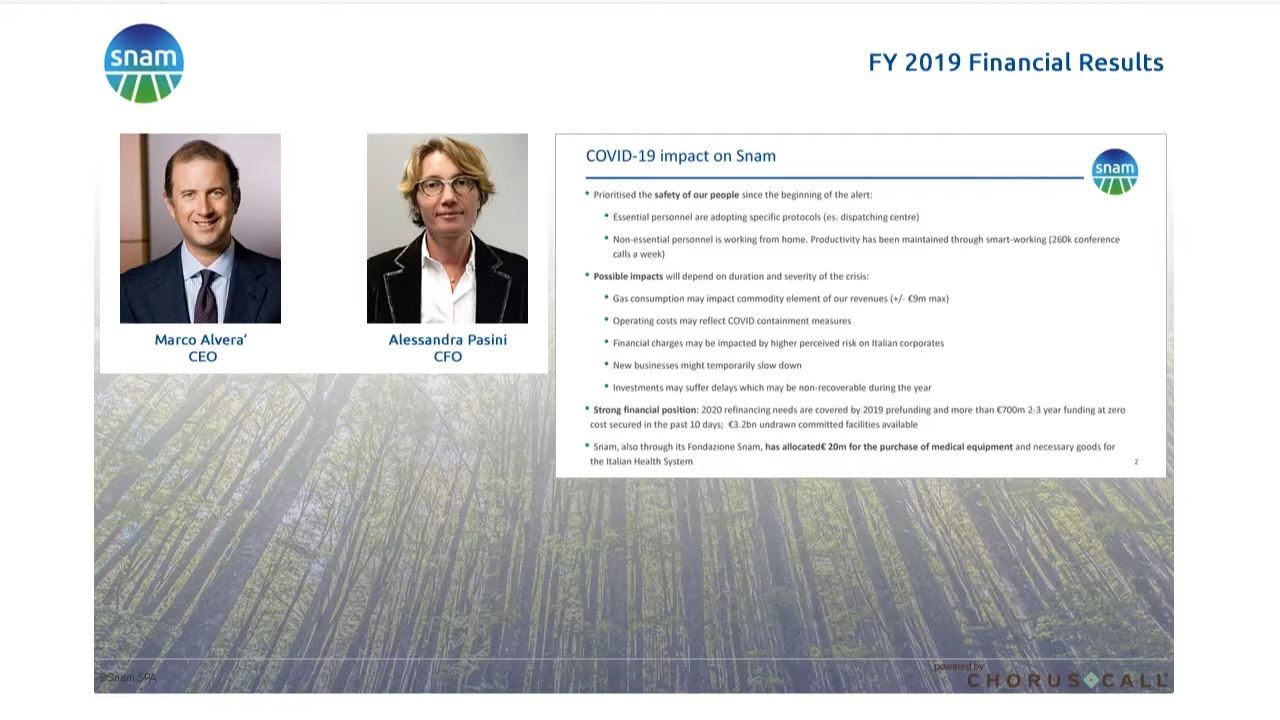 snam
FY 2019 Financial Results
Marco Alvera’
CEO
Alessandra Pasini
CFO
COVID-19 impact on Snam
snam
• Prioritised the safety of our people since the beginning of the alert:
• Essential personnel are adopting specific protocols (es. dispatching centre)
• Non-essential personnel is working from home. Productivity has been maintained through smart-working (260k conference
calls a week)
• Possible impacts will depend on duration and severity of the crisis:
• Gas consumption may impact commodity element of our revenues (+/- €9m max)
• Operating costs may reflect COVID containment measures
• Financial charges may be impacted by higher perceived risk on Italian corporates
• New businesses might temporarily slow down
• Investments may suffer delays which may be non-recoverable during the year
• Strong financial position: 2020 refinancing needs are covered by 2019 prefunding and more than €700m 2-3 year funding at zero
cost secured in the past 10 days; €3.2bn undrawn committed facilities available
• Snam, also through its Fondazione Snam, has allocated€ 20m for the purchase of medical equipment and necessary goods for
the Italian Health System
2
©Snam SPA
powered by
CHORUS CALL